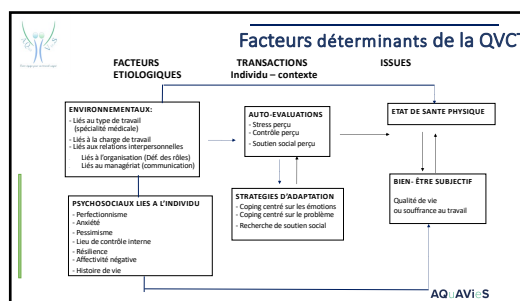 Facteurs déterminants de la QVCT
FACTEURS
ETIOLOGIQUES
TRANSACTIONS
Individu – contexte
ISSUES
ENVIRONNEMENTAUX:
- Liés au type de travail
(spécialité médicale)
- Liés à la charge de travail
- Liés aux relations interpersonnelles
Liés à l'organisation (Déf. des rôles)
Liés au managériat (communication)
AUTO-EVALUATIONS
- Stress perçu
- Contrôle perçu
- Soutien social perçu
ETAT DE SANTE PHYSIQUE
PSYCHOSOCIAUX LIES A L'INDIVIDU
- Perfectionnisme
- Anxiété
- Pessimisme
- Lieu de contrôle interne
- Résilience
- Affectivité négative
- Histoire de vie
STRATEGIES D'ADAPTATION
- Coping centré sur les émotions
- Coping centré sur le problème
- Recherche de soutien social
BIEN- ÊTRE SUBJECTIF
Qualité de vie
ou souffrance au travail
AQuAVieS